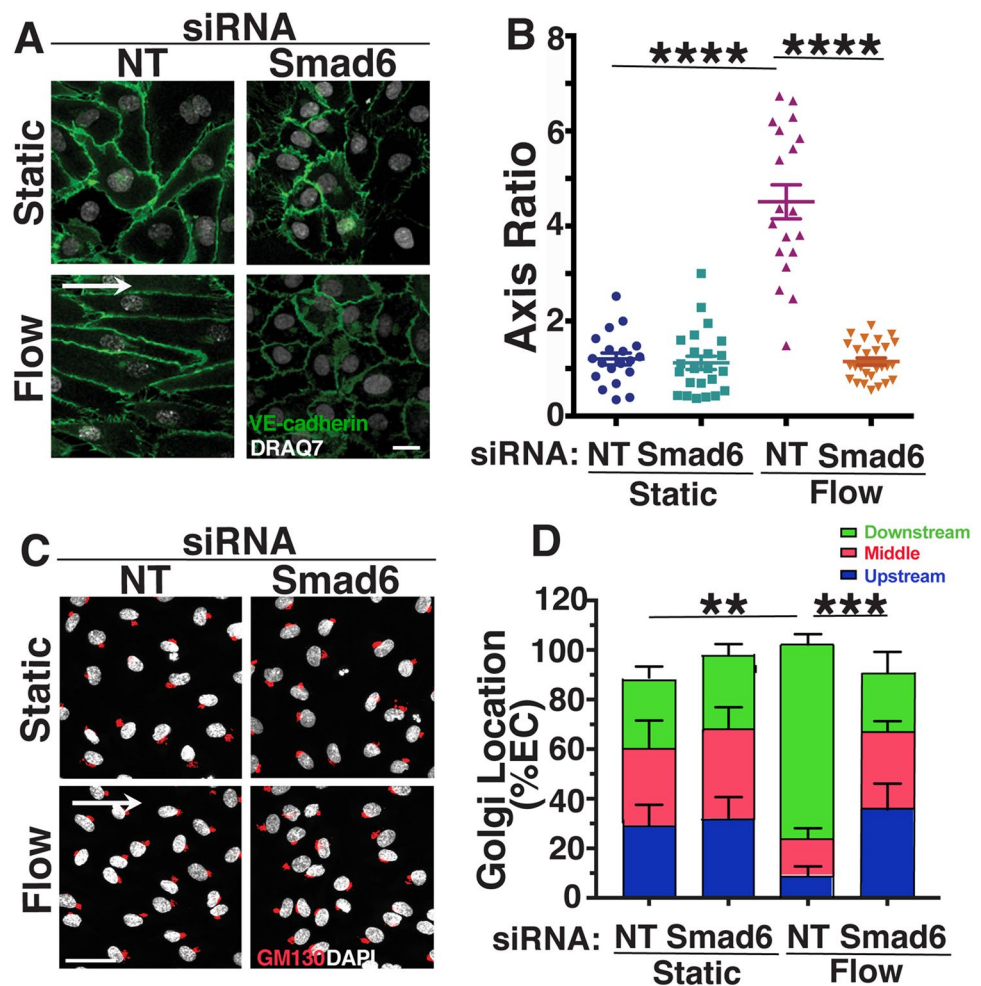 A
siRNA
NT Smad6
Static
Flow
VE-cadherin
DRAQ7
B
****
****
Axis Ratio
8
6
4
2
0
siRNA: NT Smad6 NT Smad6
Static Flow
C
siRNA
NT Smad6
Static
Flow
GM130DAPI
D
Downstream
Middle
Upstream
**
***
Golgi Location
(%EC)
120
100
80
60
40
20
0
siRNA: NT Smad6 NT Smad6
Static Flow